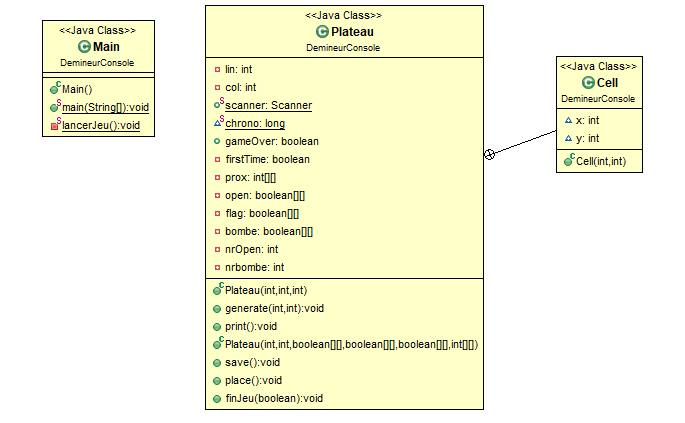 <<Java Class>>
Main
DemineurConsole
Main()
main(String[]):void
lancerJeu():void
<<Java Class>>
Plateau
DemineurConsole
lin: int
col: int
scanner: Scanner
chrono: long
gameOver: boolean
firstTime: boolean
prox: int[][]
open: boolean[][]
flag: boolean[][]
bombe: boolean[][]
nrOpen: int
nrbombe: int
Plateau(int,int,int)
generate(int,int):void
print():void
Plateau(int,int,boolean[][],boolean[][],boolean[][],int[][])
save():void
place():void
finJeu(boolean):void
<<Java Class>>
Cell
DemineurConsole
x: int
y: int
Cell(int,int)